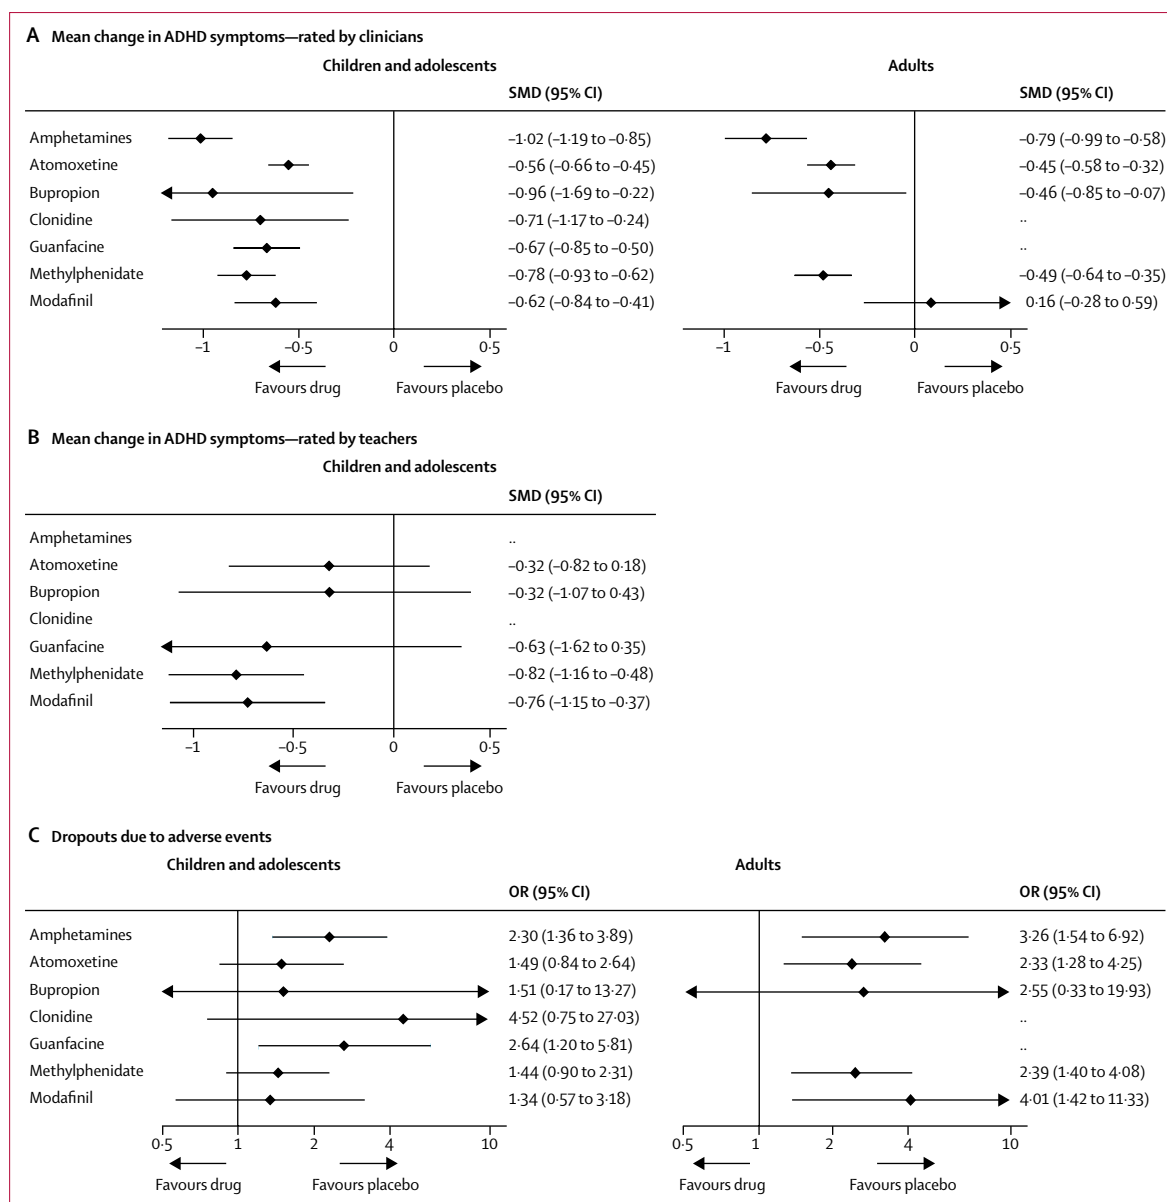 A Mean change in ADHD symptoms—rated by clinicians
Children and adolescents Adults
SMD (95% CI) SMD (95% CI)
Amphetamines –1·02 (–1·19 to –0·85) –0·79 (–0·99 to –0·58)
Atomoxetine –0·56 (–0·66 to –0·45) –0·45 (–0·58 to –0·32)
Bupropion –0·96 (–1·69 to –0·22) –0·46 (–0·85 to –0·07)
Clonidine –0·71 (–1·17 to –0·24) ··
Guanfacine –0·67 (–0·85 to –0·50) ··
Methylphenidate –0·78 (–0·93 to –0·62) –0·49 (–0·64 to –0·35)
Modafinil –0·62 (–0·84 to –0·41) 0·16 (–0·28 to 0·59)
–1 –0·5 0 0·5 –1 –0·5 0 0·5
Favours drug Favours placebo Favours drug Favours placebo
B Mean change in ADHD symptoms—rated by teachers
Children and adolescents
SMD (95% CI)
Amphetamines ··
Atomoxetine –0·32 (–0·82 to 0·18)
Bupropion –0·32 (–1·07 to 0·43)
Clonidine ··
Guanfacine –0·63 (–1·62 to 0·35)
Methylphenidate –0·82 (–1·16 to –0·48)
Modafinil –0·76 (–1·15 to –0·37)
–1 –0·5 0 0·5
Favours drug Favours placebo
C Dropouts due to adverse events
Children and adolescents Adults
OR (95% CI) OR (95% CI)
Amphetamines 2·30 (1·36 to 3·89) 3·26 (1·54 to 6·92)
Atomoxetine 1·49 (0·84 to 2·64) 2·33 (1·28 to 4·25)
Bupropion 1·51 (0·17 to 13·27) 2·55 (0·33 to 19·93)
Clonidine 4·52 (0·75 to 27·03) ··
Guanfacine 2·64 (1·20 to 5·81) ··
Methylphenidate 1·44 (0·90 to 2·31) 2·39 (1·40 to 4·08)
Modafinil 1·34 (0·57 to 3·18) 4·01 (1·42 to 11·33)
0·5 1 2 4 10 0·5 1 2 4 10
Favours drug Favours placebo Favours drug Favours placebo